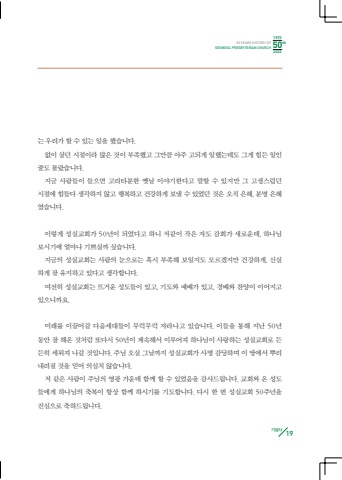 1972
50 YEARS HISTORY OF
SEONGSIL PRESBYTERIAN CHURCH
50th
2022
는 우리가 할 수 있는 일을 했습니다.
없이 살던 시절이라 많은 것이 부족했고 그만큼 아주 고되게 일했는데도 그게 힘든 일인
줄도 몰랐습니다.
지금 사람들이 들으면 고리타분한 옛날 이야기한다고 말할 수 있지만 그 고생스럽던
시절에 힘들다 생각하지 않고 행복하고 건강하게 보낼 수 있었던 것은 오직 은혜, 분명 은혜
였습니다.
이렇게 성실교회가 50주년이 되었다고 하니 저같이 작은 자도 감회가 새로운데, 하나님
보시기에 얼마나 기쁘실까 싶습니다.
지금의 성실교회는 사람의 눈으로는 혹시 부족해 보일지도 모르겠지만 건강하게, 신실
하게 잘 유지하고 있다고 생각합니다.
여전히 성실교회는 뜨거운 성도들이 있고, 기도와 예배가 있고, 경배와 찬양이 이어지고
있으니까요.
미래를 이끌어갈 다음세대들이 무럭무럭 자라나고 있습니다. 이들을 통해 지난 50년
동안 잘 해온 것처럼 또다시 50년이 계속해서 이루어지 하나님이 사랑하는 성실교회로 든
든히 세워져 나갈 것입니다. 주님 오실 그날까지 성실교회가 사명 감당하며 이 땅에서 뿌리
내려질 것을 믿어 의심치 않습니다.
저 같은 사람이 주님의 영광 가운데 함께 할 수 있었음을 감사드립니다. 교회와 온 성도
들에게 하나님의 축복이 항상 함께 하시기를 기도합니다. 다시 한 번 성실교회 50주년을
진심으로 축하드립니다.
기념사
19